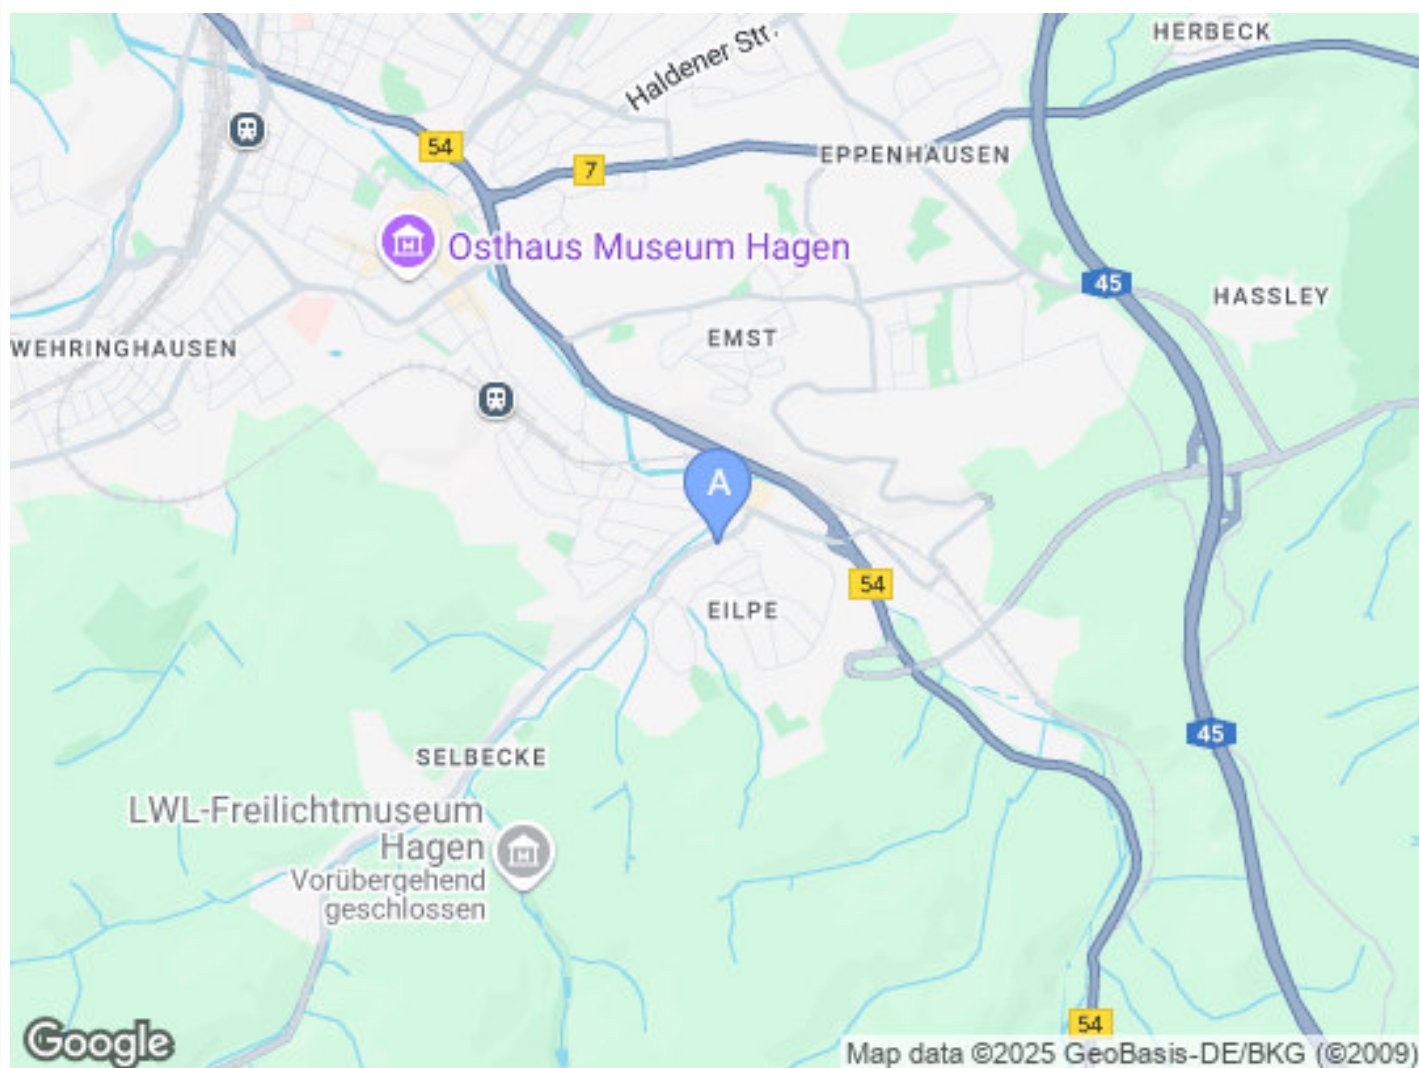 HERBECK
Haldener Str.
54
7
EPPENHAUSEN
Osthaus Museum Hagen
45
HASSLEY
EMST
WEHRINGHAUSEN
A
54
EILPE
45
SELBECKE
LWL-Freilichtmuseum
Hagen
Vorübergehend
geschlossen
54
Google
Map data ©2025 GeoBasis-DE/BKG (©2009)